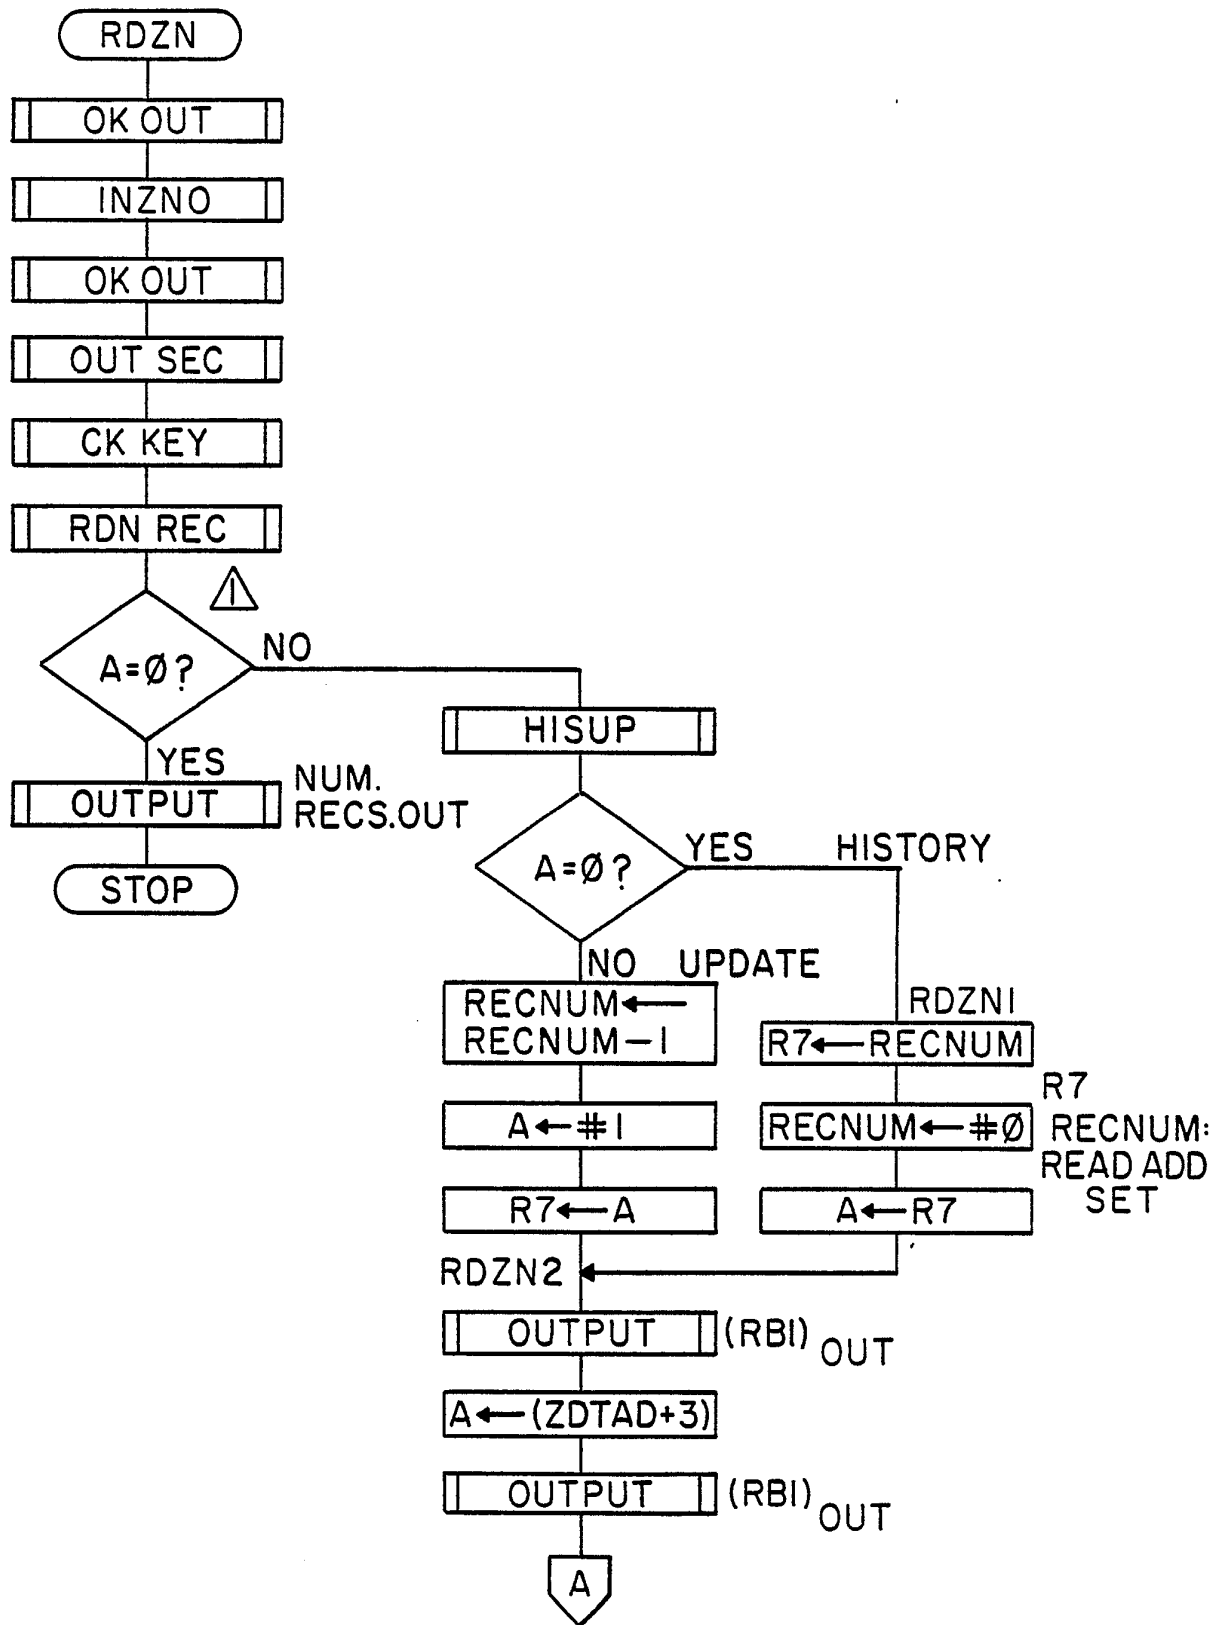 RDZN
OK OUT
INZNO
OK OUT
OUT SEC
CK KEY
RDN REC
1
A=Ø?
NO
YES
OUTPUT
NUM.
RECS.OUT
STOP
HISUP
A=Ø?
YES HISTORY
NO UPDATE
RECNUM←
RECNUM-1
A←#1
R7←A
RDZN1
R7←RECNUM
RECNUM←#Ø
A←R7
R7
RECNUM:
READ ADD
SET
RDZN2
OUTPUT
(RB1) OUT
A←(ZDTAD+3)
OUTPUT
(RB1) OUT
A